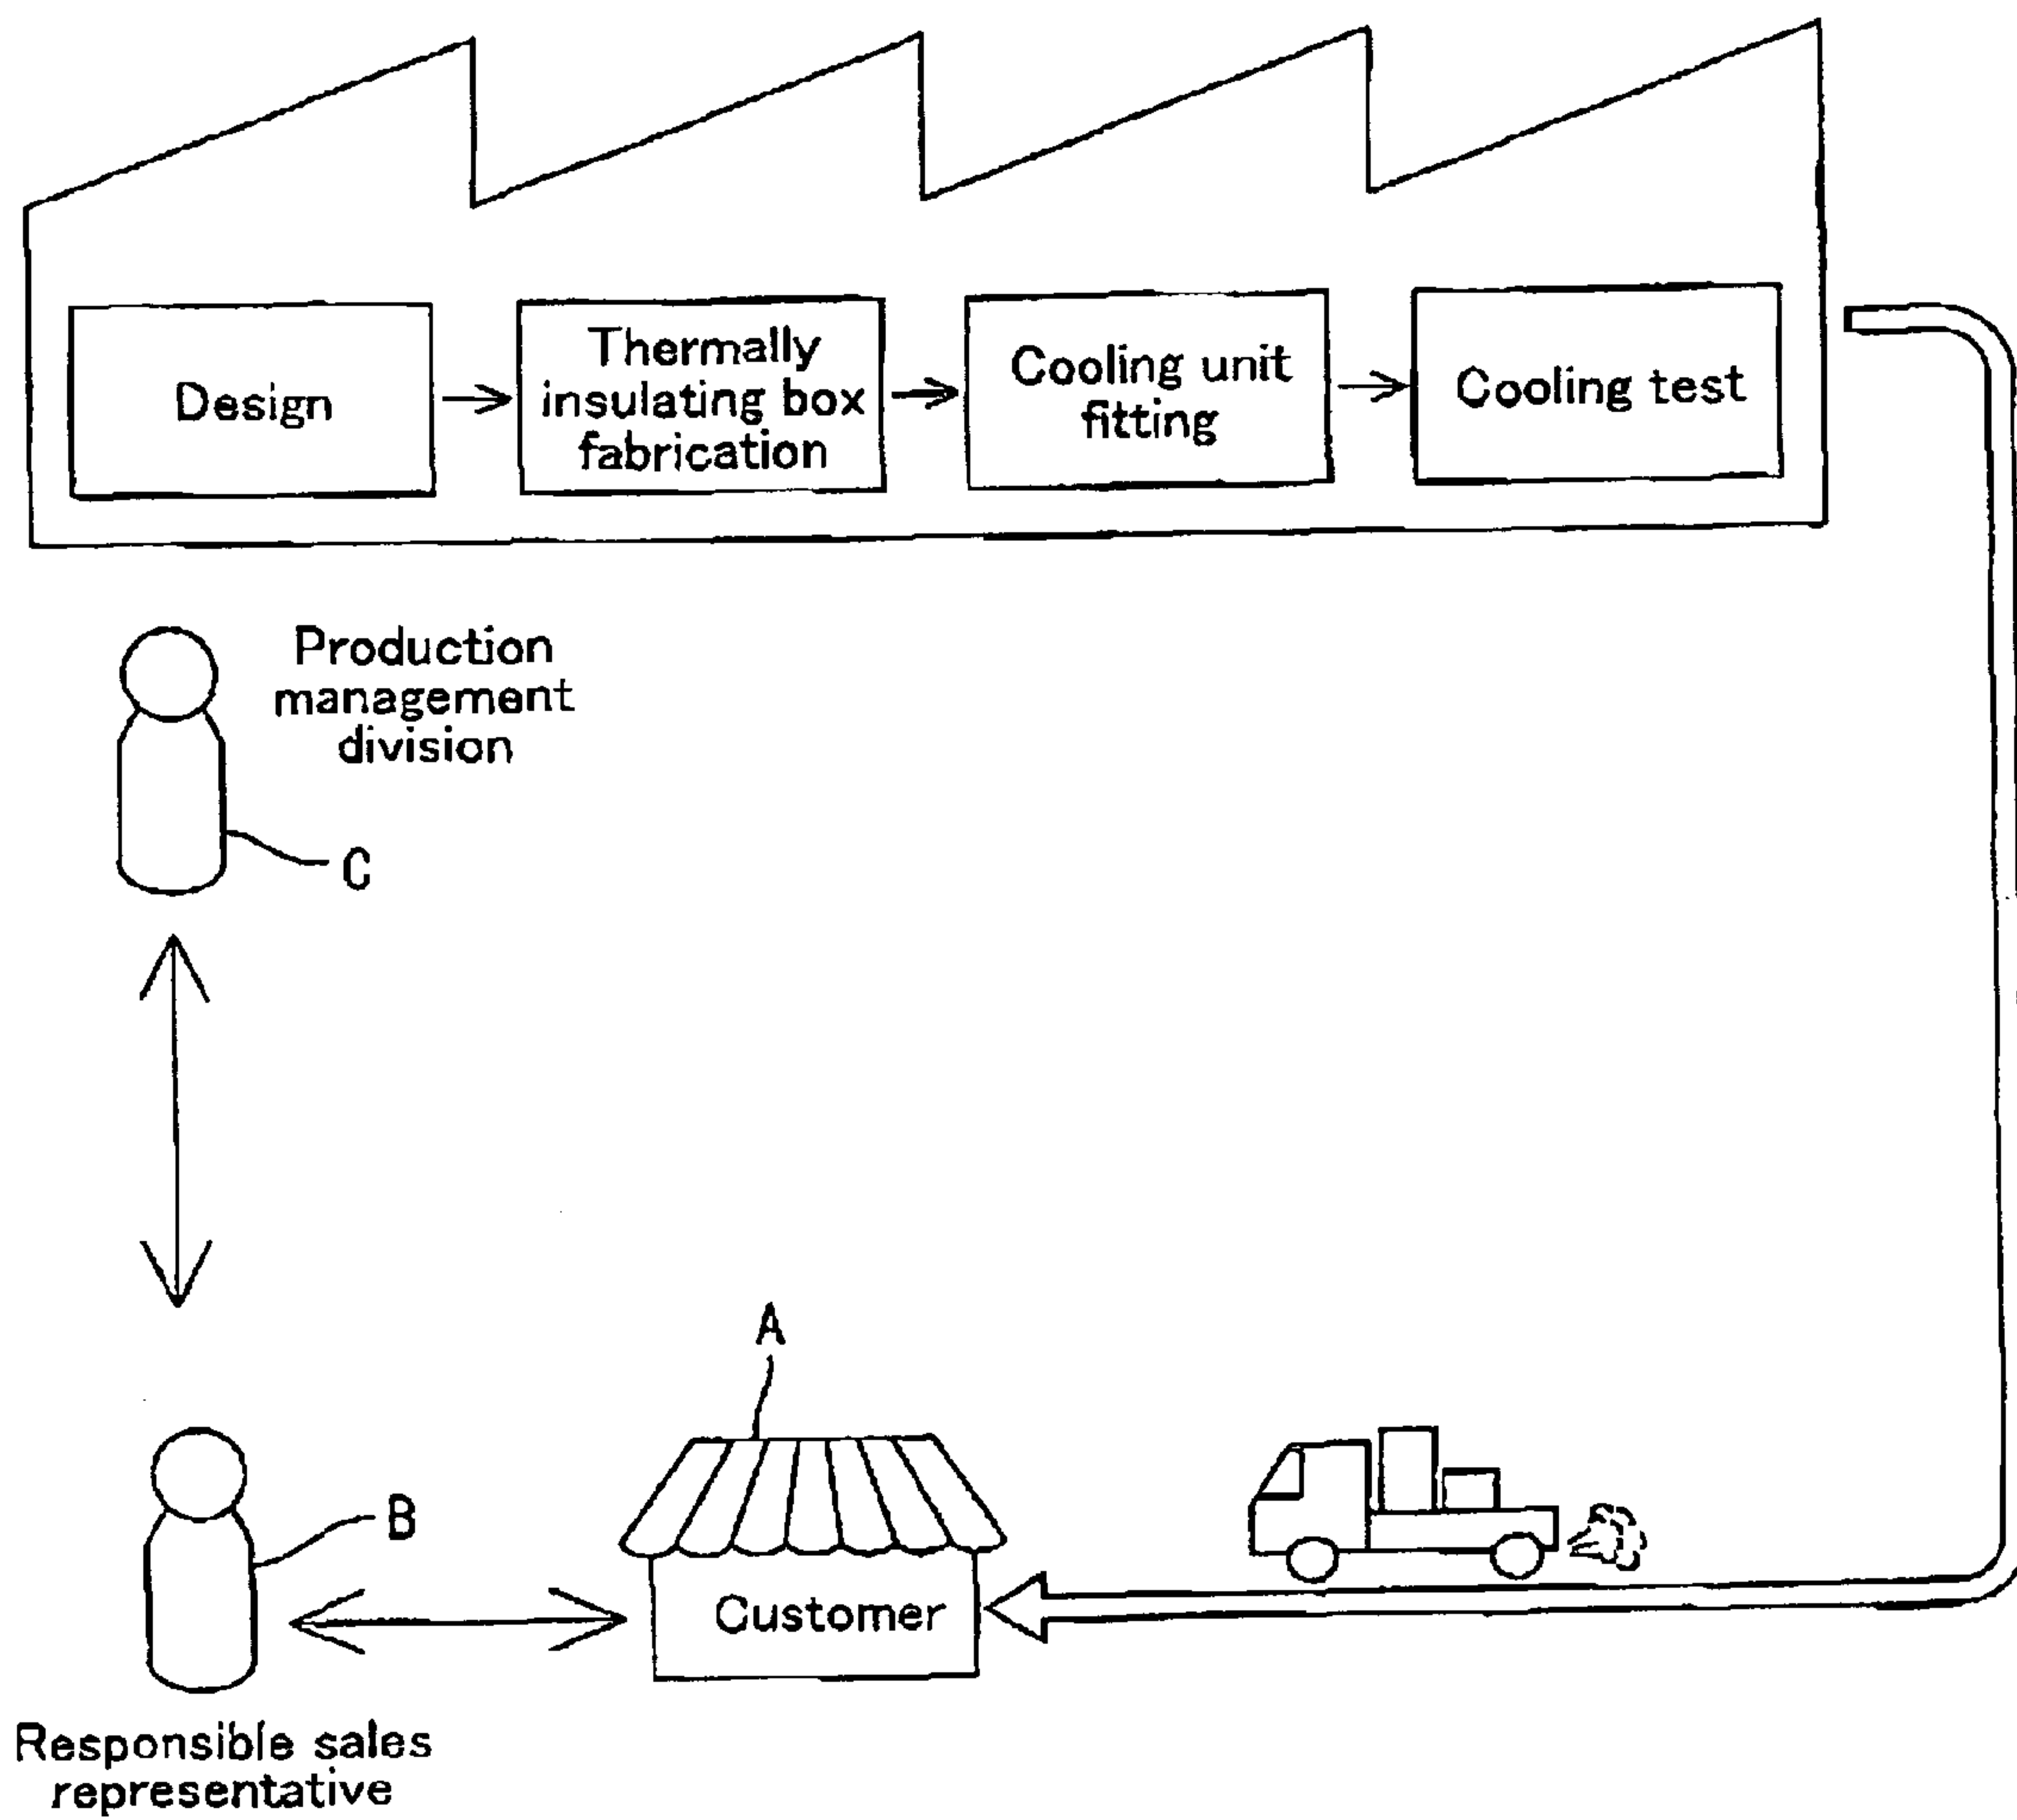 Design
Thermally
insulating box
fabrication
Cooling unit
fitting
Cooling test
Production
management
division
C
A
B
Customer
Responsible sales
representative